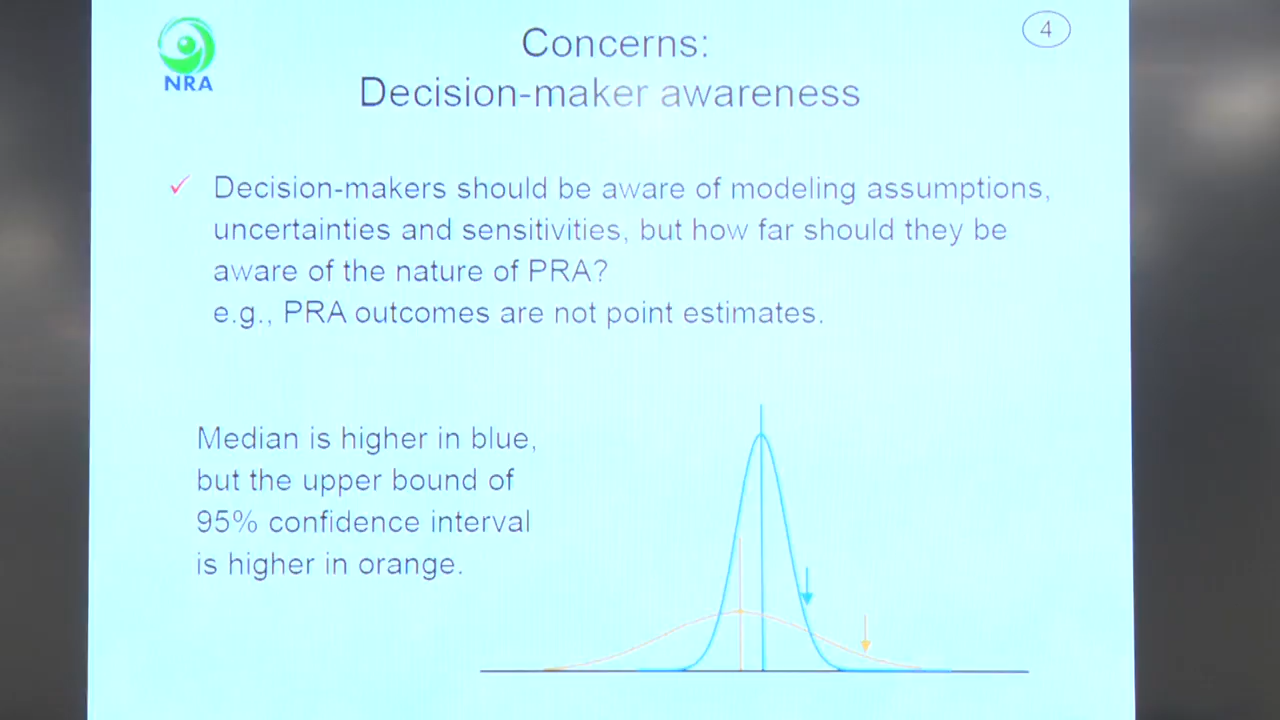 NRA
Concerns:
4
Decision-maker awareness
✓ Decision-makers should be aware of modeling assumptions,
uncertainties and sensitivities, but how far should they be
aware of the nature of PRA?
e.g., PRA outcomes are not point estimates.
Median is higher in blue,
but the upper bound of
95% confidence interval
is higher in orange.